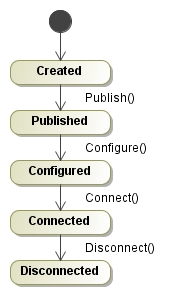 Created
Publish()
Published
Configure()
Configured
Connect()
Connected
Disconnect()
Disconnected